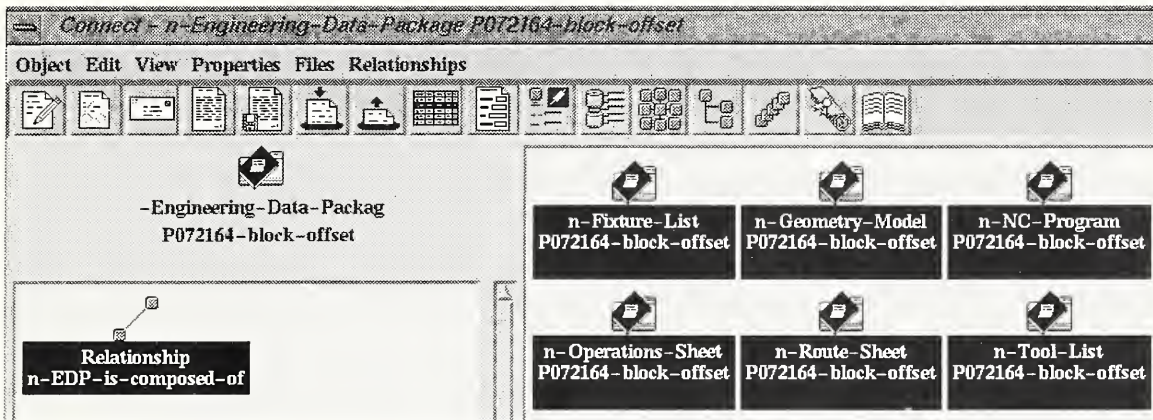 Connect - n-Engineering-Data-Package P072164-block-offset
Object Edit View Properties Files Relationships
-Engineering-Data-Packag
P072164-block-offset
Relationship
n-EDP-is-composed-of
n-Fixture-List
P072164-block-offset
n-Geometry-Model
P072164-block-offset
n-NC-Program
P072164-block-offset
n-Operations-Sheet
P072164-block-offset
n-Route-Sheet
P072164-block-offset
n-Tool-List
P072164-block-offset